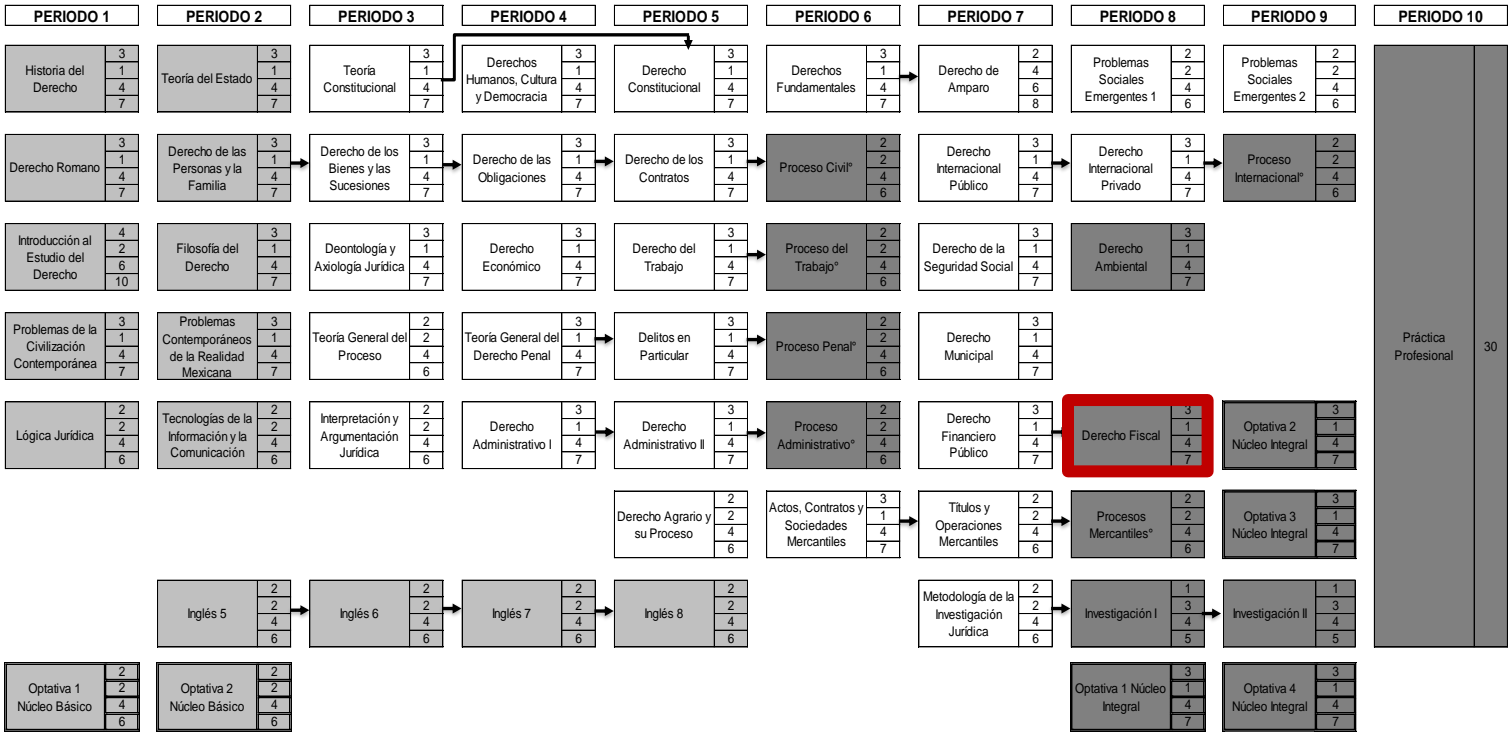 PERIODO 1
PERIODO 2
PERIODO 3
PERIODO 4
PERIODO 5
PERIODO 6
PERIODO 7
PERIODO 8
PERIODO 9
PERIODO 10
Historia del
Derecho
3
1
4
7
Teoría del Estado
3
1
4
7
Teoría
Constitucional
3
1
4
7
Derechos
Humanos, Cultura
y Democracia
3
1
4
7
Derecho
Constitucional
3
1
4
7
Derechos
Fundamentales
3
1
4
7
Derecho de
Amparo
2
4
6
8
Problemas
Sociales
Emergentes 1
2
2
4
6
Problemas
Sociales
Emergentes 2
2
2
4
6
Práctica
Profesional
30
Derecho Romano
3
1
4
7
Derecho de las
Personas y la
Familia
3
1
4
7
Derecho de los
Bienes y las
Sucesiones
3
1
4
7
Derecho de las
Obligaciones
3
1
4
7
Derecho de los
Contratos
3
1
4
7
Proceso Civil°
2
2
4
6
Derecho
Internacional
Público
3
1
4
7
Derecho
Internacional
Privado
3
1
4
7
Proceso
Internacional°
2
2
4
6
Introducción al
Estudio del
Derecho
4
2
6
10
Filosofía del
Derecho
3
1
4
7
Deontología y
Axiología Jurídica
3
1
4
7
Derecho
Económico
3
1
4
7
Derecho del
Trabajo
3
1
4
7
Proceso del
Trabajo°
2
2
4
6
Derecho de la
Seguridad Social
3
1
4
7
Derecho
Ambiental
3
1
4
7
Problemas de la
Civilización
Contemporánea
3
1
4
7
Problemas
Contemporáneos
de la Realidad
Mexicana
3
1
4
7
Teoría General del
Proceso
2
2
4
6
Teoría General del
Derecho Penal
3
1
4
7
Delitos en
Particular
3
1
4
7
Proceso Penal°
2
2
4
6
Derecho
Municipal
3
1
4
7
Lógica Jurídica
2
2
4
6
Tecnologías de la
Información y la
Comunicación
2
2
4
6
Interpretación y
Argumentación
Jurídica
2
2
4
6
Derecho
Administrativo I
3
1
4
7
Derecho
Administrativo II
3
1
4
7
Proceso
Administrativo°
2
2
4
6
Derecho
Financiero
Público
3
1
4
7
Derecho Fiscal
3
1
4
7
Optativa 2
Núcleo Integral
3
1
4
7
Derecho Agrario y
su Proceso
2
2
4
6
Actos, Contratos y
Sociedades
Mercantiles
3
1
4
7
Títulos y
Operaciones
Mercantiles
2
2
4
6
Procesos
Mercantiles°
2
2
4
6
Optativa 3
Núcleo Integral
3
1
4
7
Inglés 5
2
2
4
6
Inglés 6
2
2
4
6
Inglés 7
2
2
4
6
Inglés 8
2
2
4
6
Metodología de la
Investigación
Jurídica
2
2
4
6
Investigación I
1
3
4
5
Investigación II
1
3
4
5
Optativa 1
Núcleo Básico
2
2
4
6
Optativa 2
Núcleo Básico
2
2
4
6
Optativa 1 Núcleo
Integral
3
1
4
7
Optativa 4
Núcleo Integral
3
1
4
7